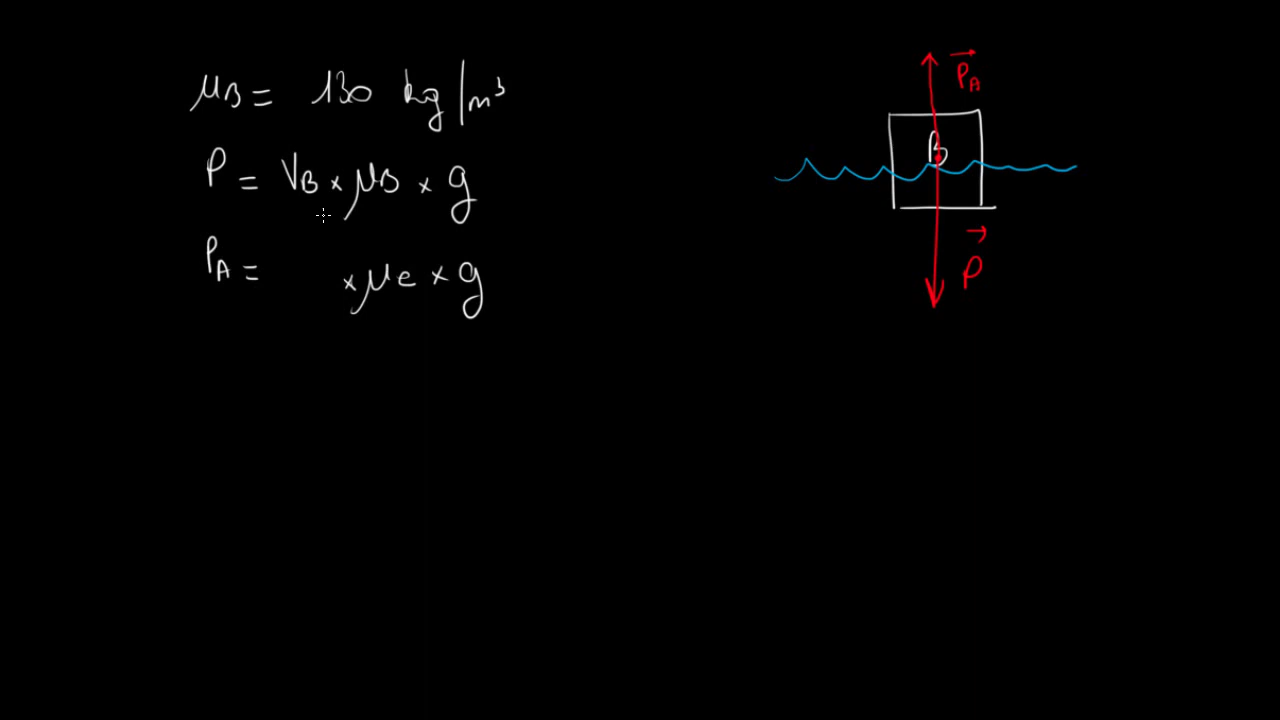 μB = 130 kg/m³
P = VB × μB × g
PA = × μe × g
PA
B
P